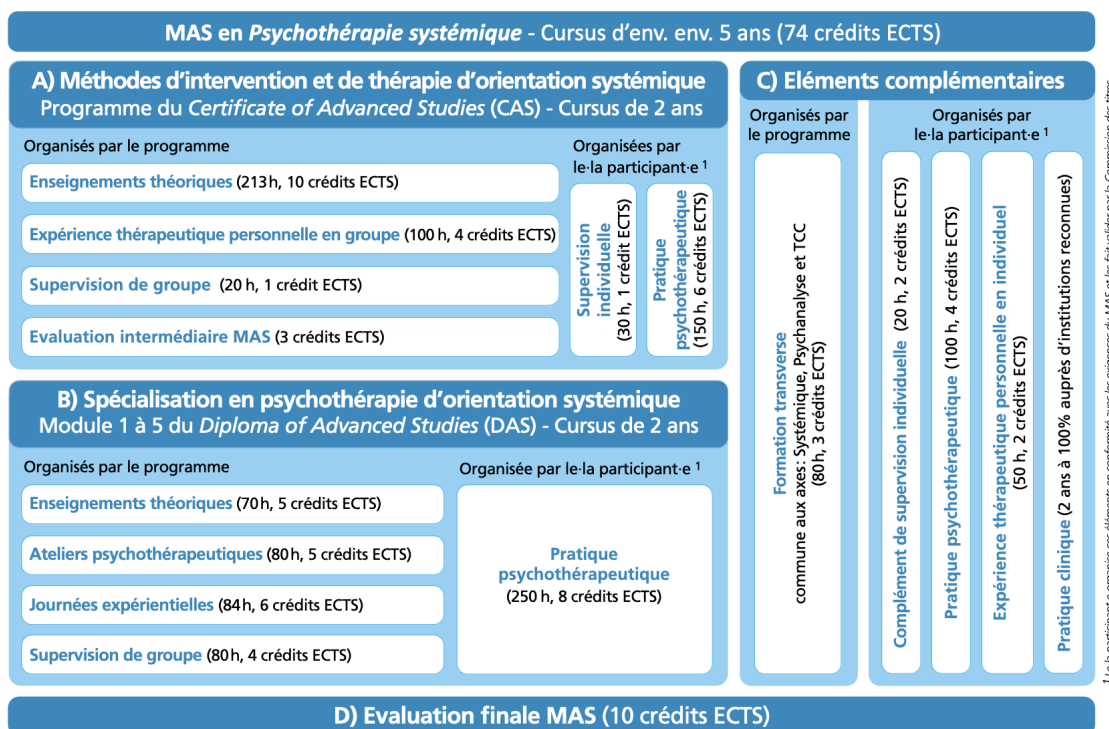 MAS en Psychothérapie systémique - Cursus d'env. env. 5 ans (74 crédits ECTS)
A) Méthodes d'intervention et de thérapie d'orientation systémique
Programme du Certificate of Advanced Studies (CAS) - Cursus de 2 ans
Organisés par le programme
Enseignements théoriques (213 h, 10 crédits ECTS)
Expérience thérapeutique personnelle en groupe (100 h, 4 crédits ECTS)
Supervision de groupe (20 h, 1 crédit ECTS)
Evaluation intermédiaire MAS (3 crédits ECTS)
Organisées par
le·la participant·e 1
Supervision
individuelle
(30 h, 1 crédit ECTS)
Pratique
psychothérapeutique
(150 h, 6 crédits ECTS)
B) Spécialisation en psychothérapie d'orientation systémique
Module 1 à 5 du Diploma of Advanced Studies (DAS) - Cursus de 2 ans
Organisés par le programme
Enseignements théoriques (70 h, 5 crédits ECTS)
Ateliers psychothérapeutiques (80 h, 5 crédits ECTS)
Journées expérientielles (84 h, 6 crédits ECTS)
Supervision de groupe (80 h, 4 crédits ECTS)
Organisée par le·la participant·e 1
Pratique
psychothérapeutique
(250 h, 8 crédits ECTS)
C) Eléments complémentaires
Organisés par
le programme
Formation transverse
commune aux axes: Systémique, Psychanalyse et TCC
(80 h, 3 crédits ECTS)
Organisés par
le·la participant·e 1
Complément de supervision individuelle (20 h, 2 crédits ECTS)
Pratique psychothérapeutique (100 h, 4 crédits ECTS)
Expérience thérapeutique personnelle en individuel
(50 h, 2 crédits ECTS)
Pratique clinique (2 ans à 100% auprès d'institutions reconnues)
D) Evaluation finale MAS (10 crédits ECTS)